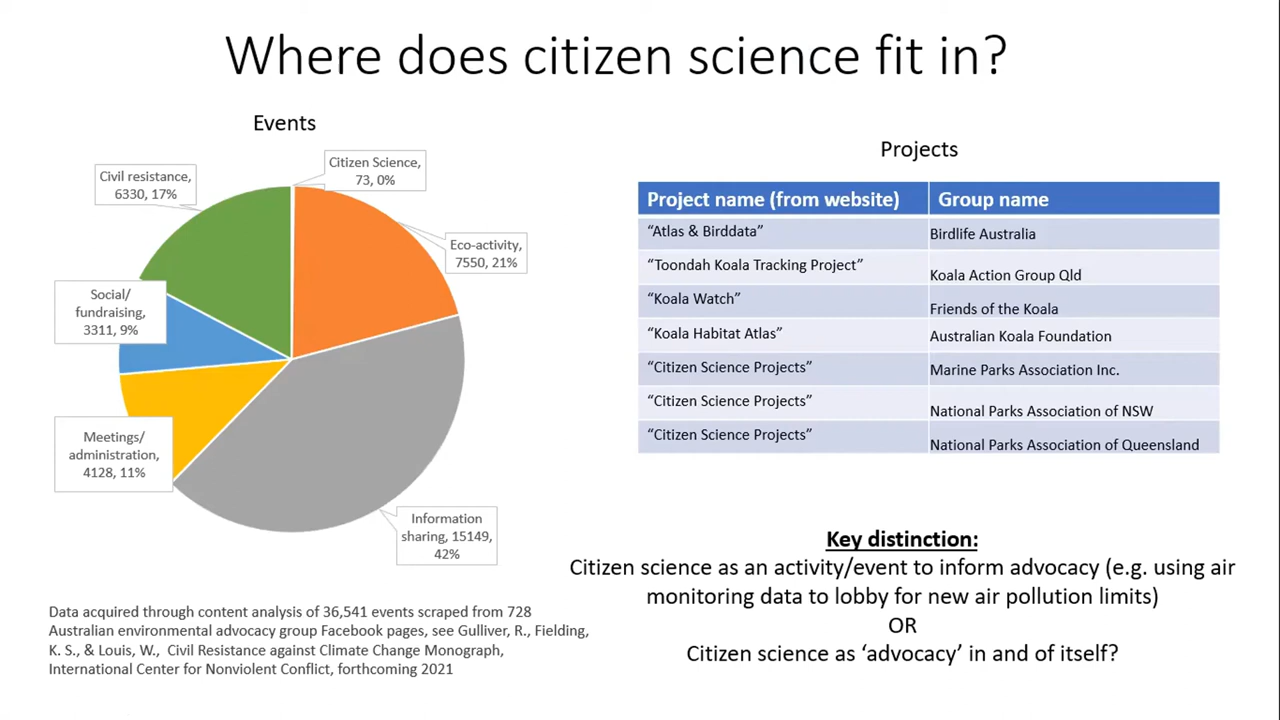 Where does citizen science fit in?
Events
Citizen Science,
73, 0%
Civil resistance,
6330, 17%
Eco-activity,
7550, 21%
Social/
fundraising,
3311, 9%
Meetings/
administration,
4128, 11%
Information
sharing, 15149,
42%
Data acquired through content analysis of 36,541 events scraped from 728
Australian environmental advocacy group Facebook pages, see Gulliver, R., Fielding,
K. S., & Louis, W., Civil Resistance against Climate Change Monograph,
International Center for Nonviolent Conflict, forthcoming 2021
Projects
Project name (from website) Group name
“Atlas & Birddata” Birdlife Australia
“Toondah Koala Tracking Project” Koala Action Group Qld
“Koala Watch” Friends of the Koala
“Koala Habitat Atlas” Australian Koala Foundation
“Citizen Science Projects” Marine Parks Association Inc.
“Citizen Science Projects” National Parks Association of NSW
“Citizen Science Projects” National Parks Association of Queensland
Key distinction:
Citizen science as an activity/event to inform advocacy (e.g. using air
monitoring data to lobby for new air pollution limits)
OR
Citizen science as ‘advocacy’ in and of itself?